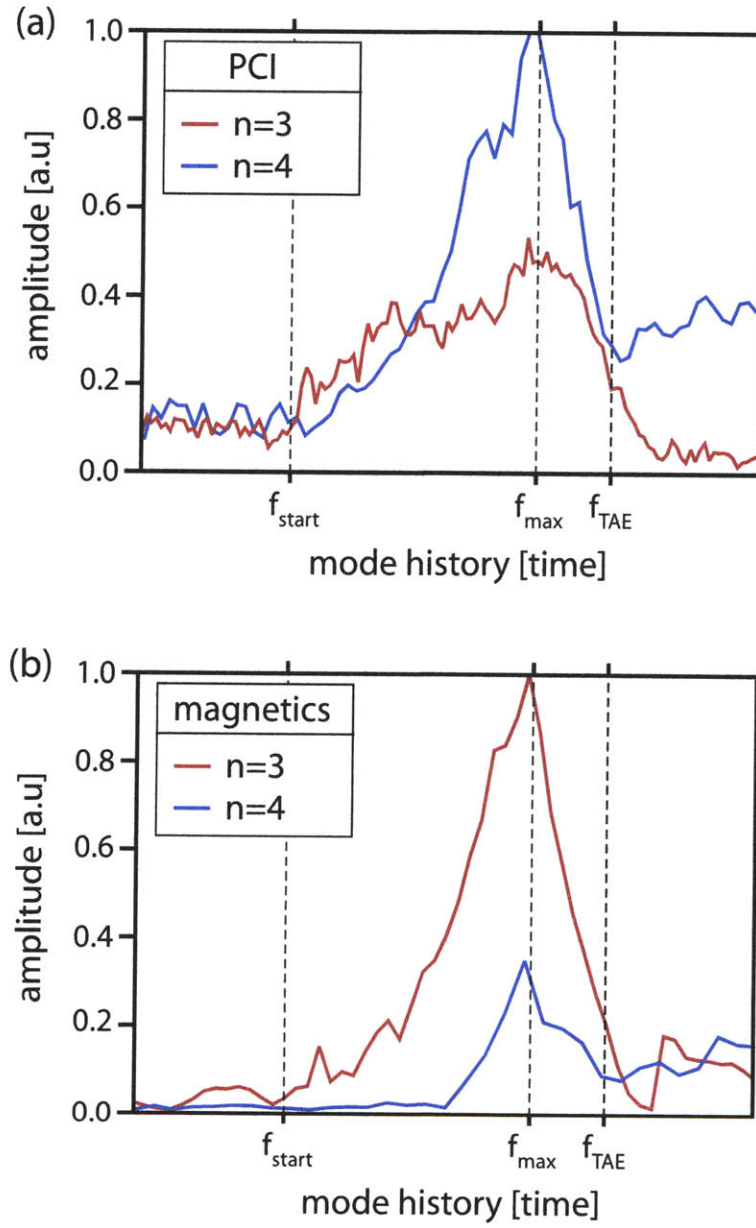 (a)
PCI
n=3
n=4
amplitude [a.u]
1.0
0.8
0.6
0.4
0.2
0.0
f_start
f_max
f_TAE
mode history [time]
(b)
magnetics
n=3
n=4
amplitude [a.u]
1.0
0.8
0.6
0.4
0.2
0.0
f_start
f_max
f_TAE
mode history [time]